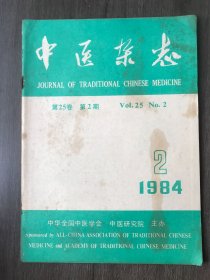 中医杂志
JOURNAL OF TRADITIONAL CHINESE MEDICINE
第25卷 第2期 Vol.25 No.2
2
1984
中华全国中医学会 中医研究院 主办
Sponsored by ALL-CHINA ASSOCIATION OF TRADITIONAL CHINESE
MEDICINE and ACADEMY OF TRADITIONAL CHINESE MEDICINE